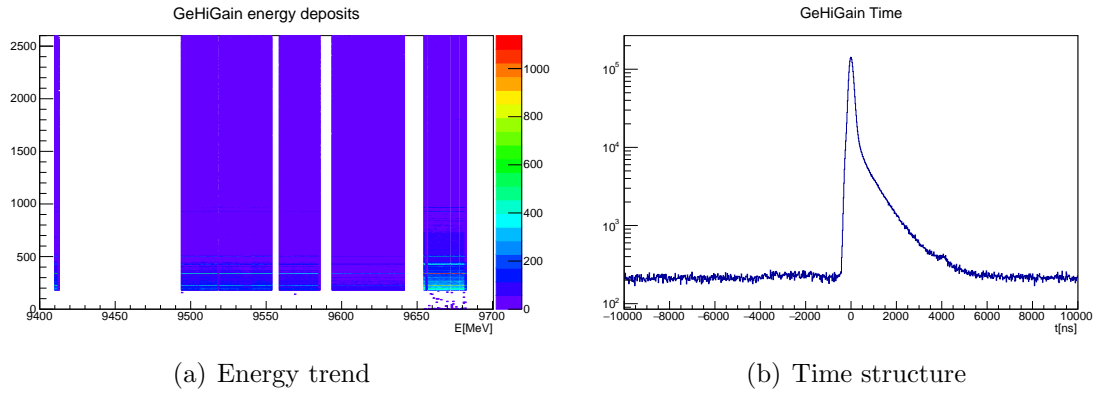 GeHiGain energy deposits
2500
2000
1500
1000
500
0
9400 9450 9500 9550 9600 9650 9700
E[MeV]
1000
800
600
400
200
0
(a) Energy trend
GeHiGain Time
10^5
10^4
10^3
10^2
−10000 −8000 −6000 −4000 −2000 0 2000 4000 6000 8000 10000
t[ns]
(b) Time structure